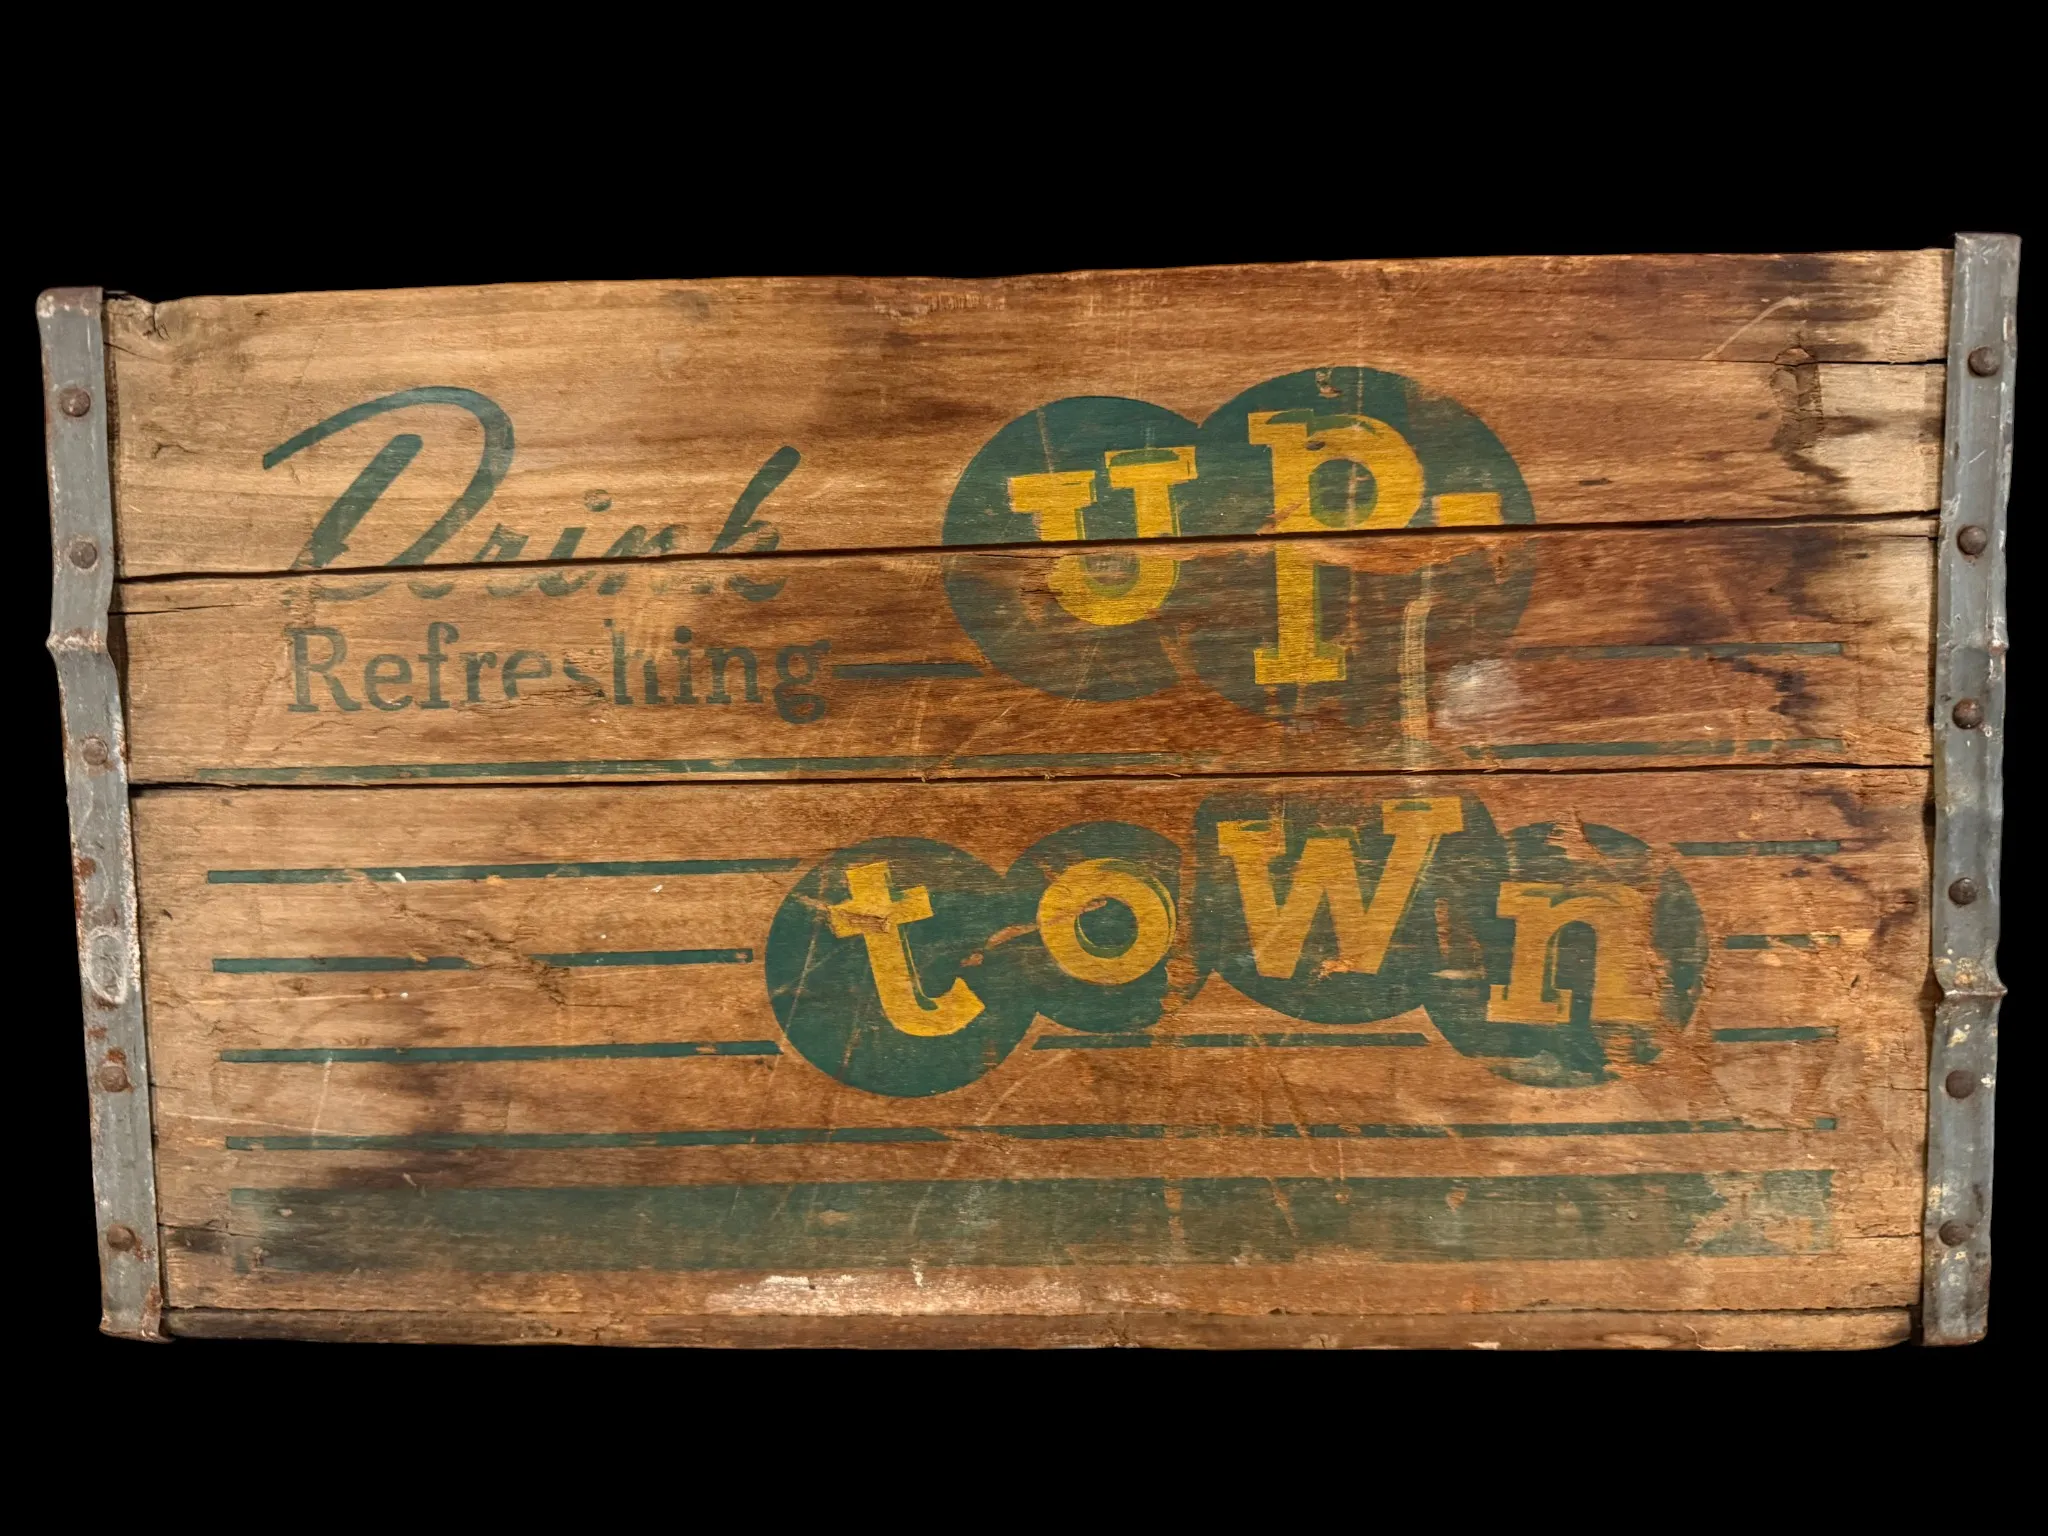 Drink
Refreshing
UP-
town